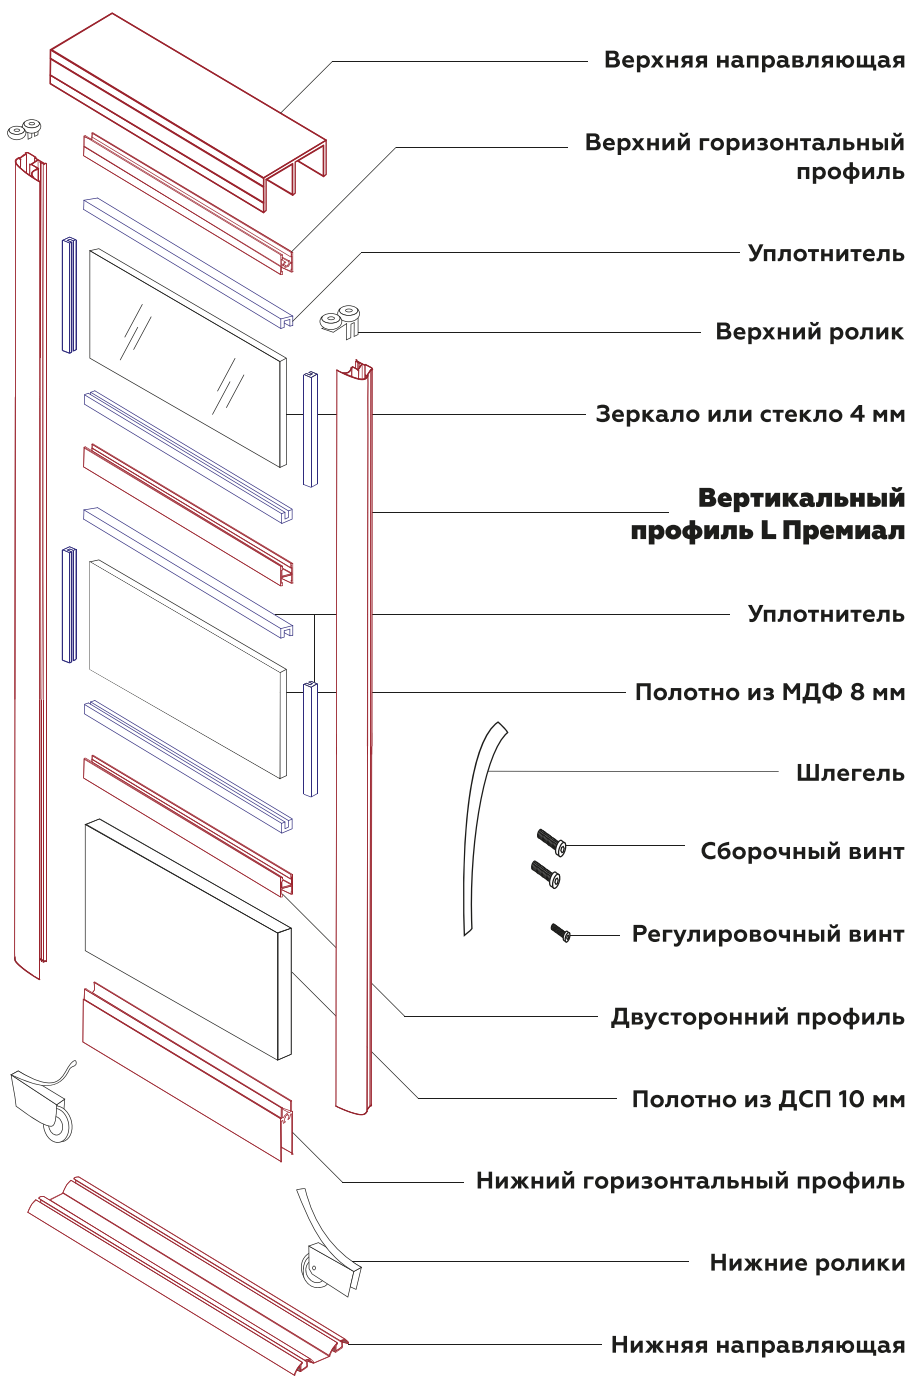 Верхняя направляющая
Верхний горизонтальный
профиль
Уплотнитель
Верхний ролик
Зеркало или стекло 4 мм
Вертикальный
профиль L Премиал
Уплотнитель
Полотно из МДФ 8 мм
Шлегель
Сборочный винт
Регулировочный винт
Двусторонний профиль
Полотно из ДСП 10 мм
Нижний горизонтальный профиль
Нижние ролики
Нижняя направляющая